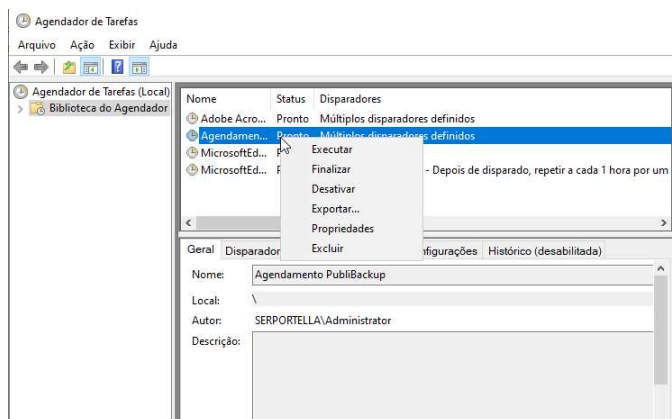 Agendador de Tarefas
Arquivo Ação Exibir Ajuda
Agendador de Tarefas (Local)
Biblioteca do Agendador
Nome Status Disparadores
Adobe Acro... Pronto Múltiplos disparadores definidos
Agendamen... Pronto Múltiplos disparadores definidos
MicrosoftEd...
MicrosoftEd... - Depois de disparado, repetir a cada 1 hora por um
Executar
Finalizar
Desativar
Exportar...
Propriedades
Excluir
Geral Disparador nfigurações Histórico (desabilitada)
Nome: Agendamento PubliBackup
Local: \
Autor: SERPORTELLA\Administrator
Descrição: